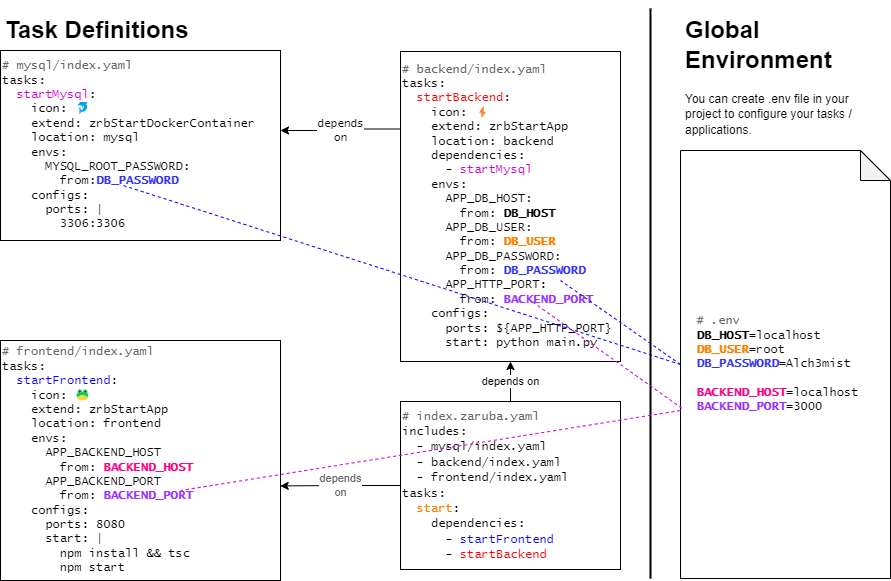 Task Definitions
# mysql/index.yaml
tasks:
startMysql:
icon: 🐬
extend: zrbStartDockerContainer
location: mysql
envs:
MYSQL_ROOT_PASSWORD:
from:DB_PASSWORD
configs:
ports: |
3306:3306
depends
on
# backend/index.yaml
tasks:
startBackend:
icon: ⚡
extend: zrbStartApp
location: backend
dependencies:
- startMysql
envs:
APP_DB_HOST:
from: DB_HOST
APP_DB_USER:
from: DB_USER
APP_DB_PASSWORD:
from: DB_PASSWORD
APP_HTTP_PORT:
from: BACKEND_PORT
configs:
ports: ${APP_HTTP_PORT}
start: python main.py
# frontend/index.yaml
tasks:
startFrontend:
icon: 🐸
extend: zrbStartApp
location: frontend
envs:
APP_BACKEND_HOST
from: BACKEND_HOST
APP_BACKEND_PORT
from: BACKEND_PORT
configs:
ports: 8080
start: |
npm install && tsc
npm start
depends
on
depends on
# index.zaruba.yaml
includes:
- mysql/index.yaml
- backend/index.yaml
- frontend/index.yaml
tasks:
start:
dependencies:
- startFrontend
- startBackend
Global
Environment
You can create .env file in your
project to configure your tasks /
applications.
# .env
DB_HOST=localhost
DB_USER=root
DB_PASSWORD=Alch3mist
BACKEND_HOST=localhost
BACKEND_PORT=3000